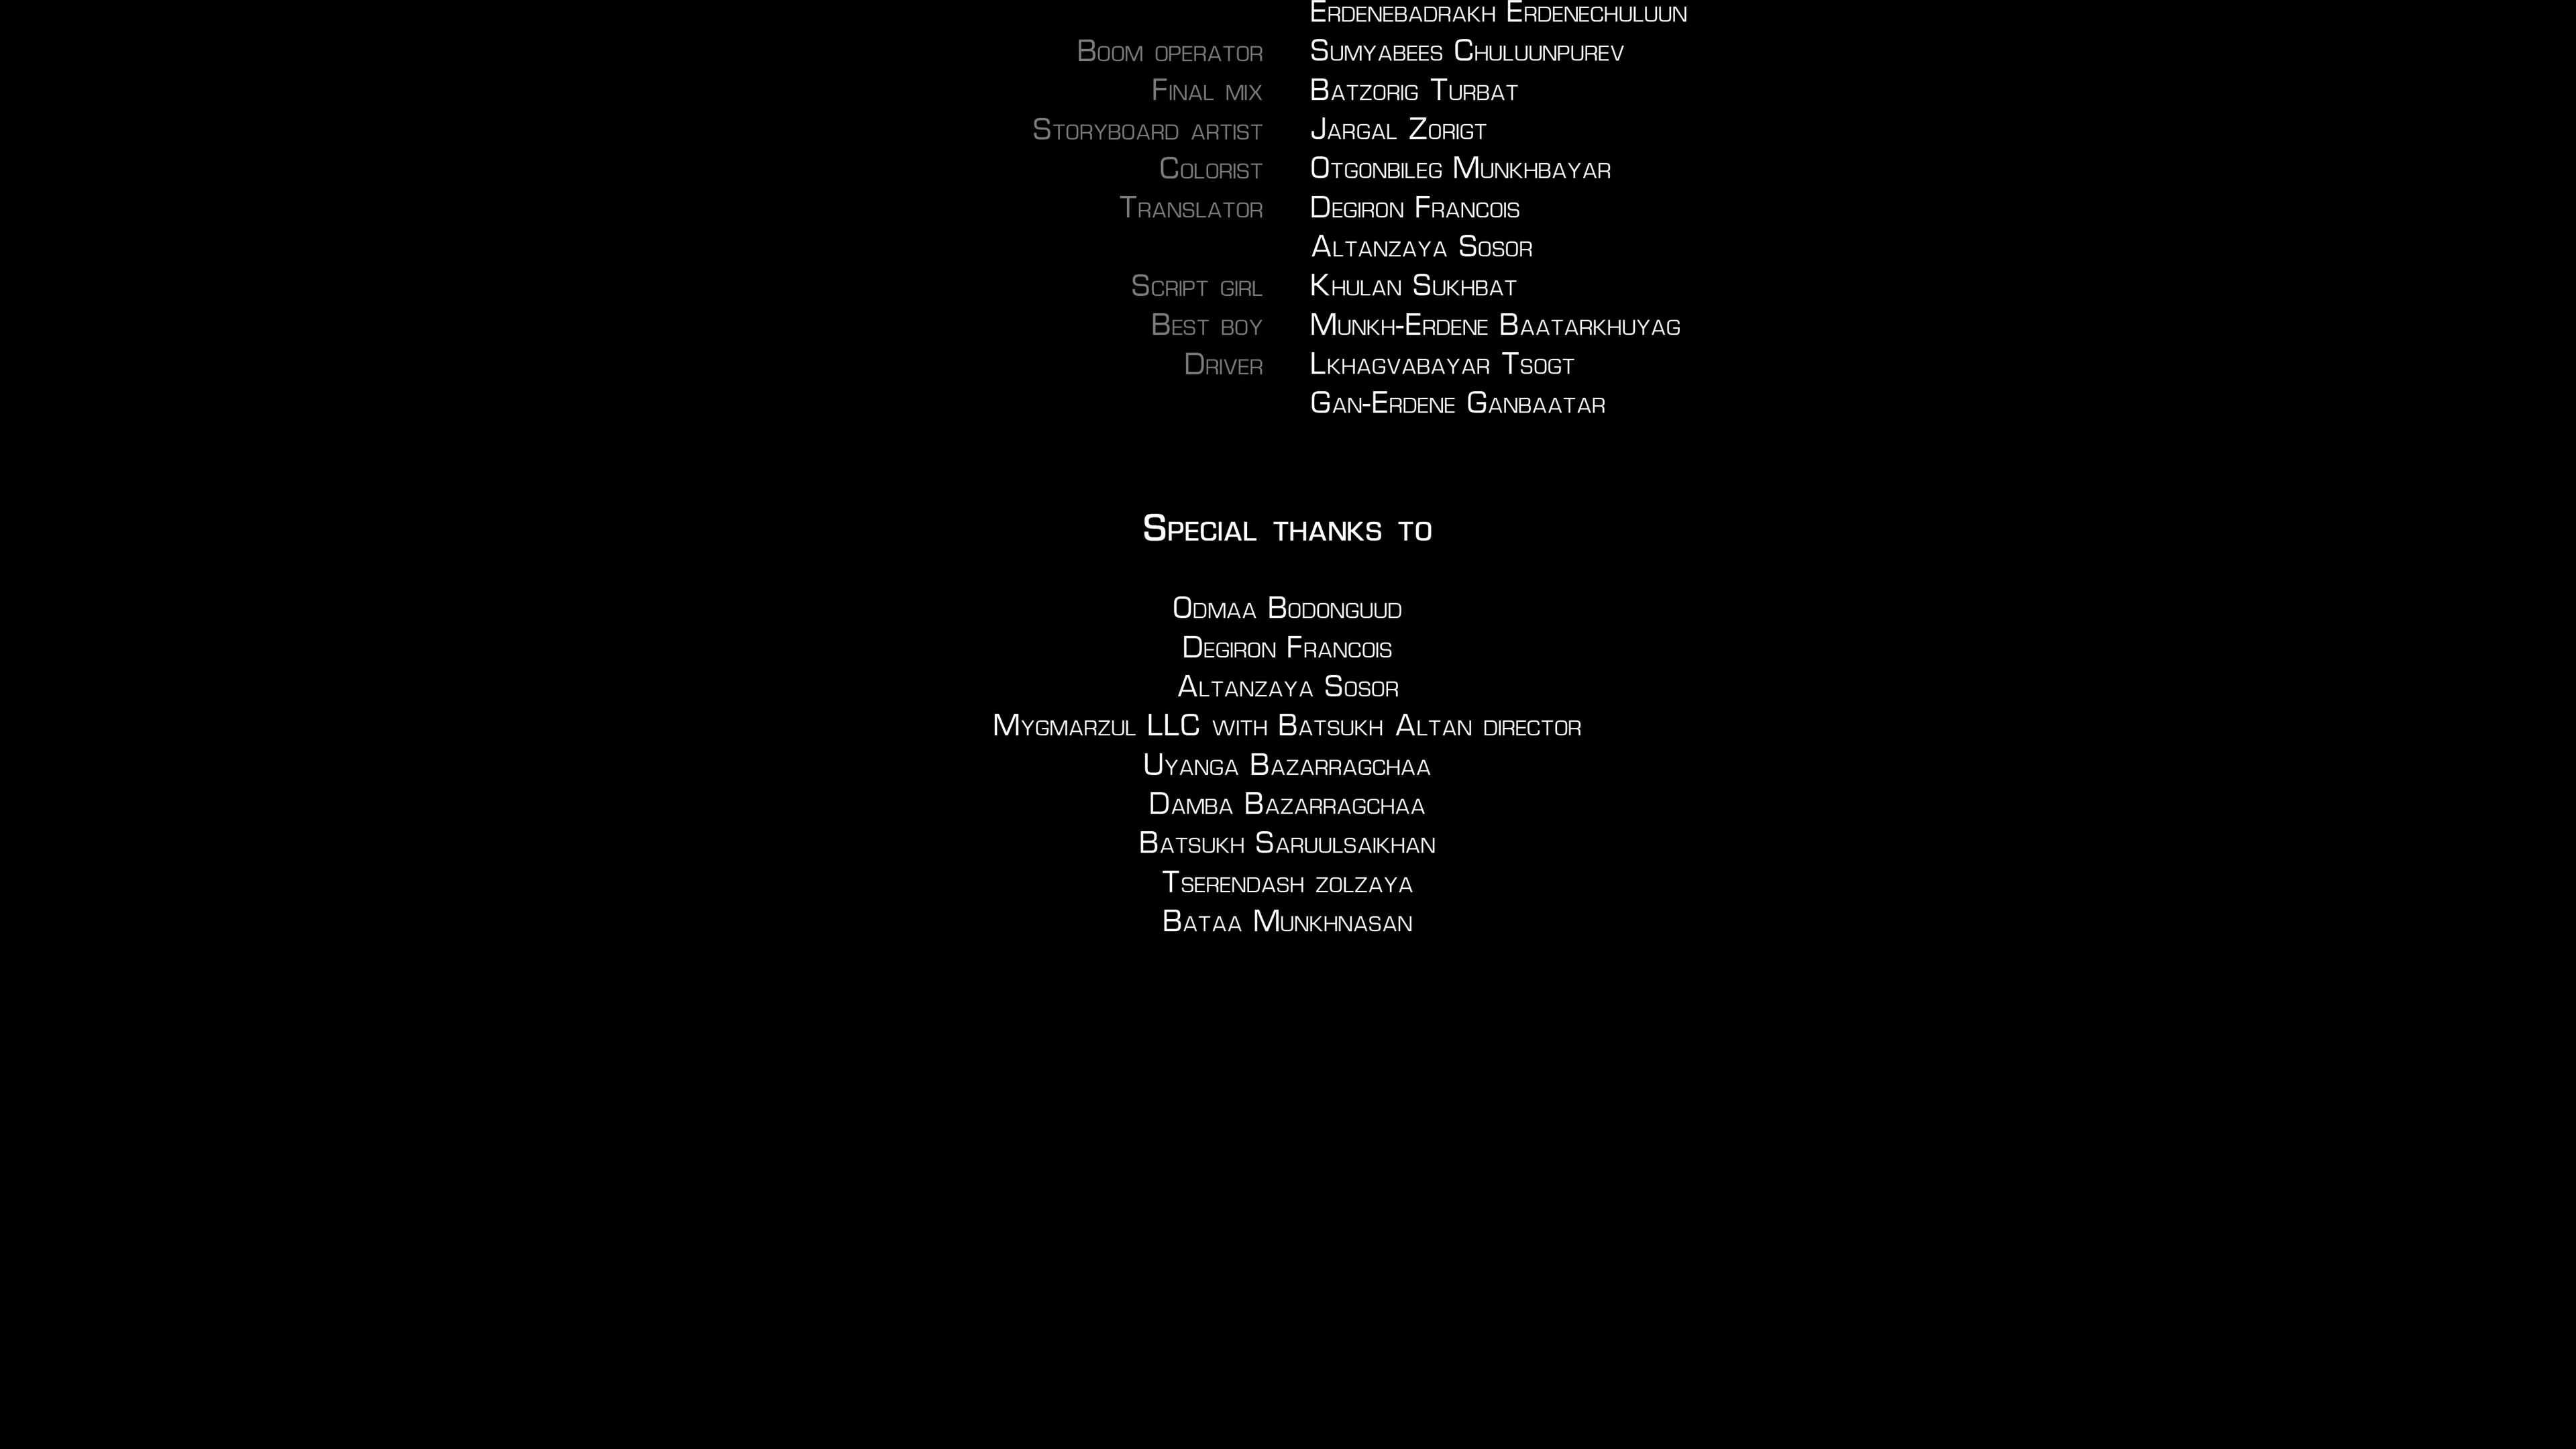 Erdenebadrakh Erdenechuluun
Boom operator Sumyabees Chuluunpurev
Final mix Batzorig Turbat
Storyboard artist Jargal Zorigt
Colorist Otgonbileg Munkhbayar
Translator Degiron Francois
Altanzaya Sosor
Script girl Khulan Sukhbat
Best boy Munkh-Erdene Baatarkhuyag
Driver Lkhagvabayar Tsogt
Gan-Erdene Ganbaatar
Special thanks to
Odmaa Bodonguud
Degiron Francois
Altanzaya Sosor
Mygmarzul LLC with Batsukh Altan director
Uyanga Bazarragchaa
Damba Bazarragchaa
Batsukh Saruulsaikhan
Tserendash zolzaya
Bataa Munkhnasan